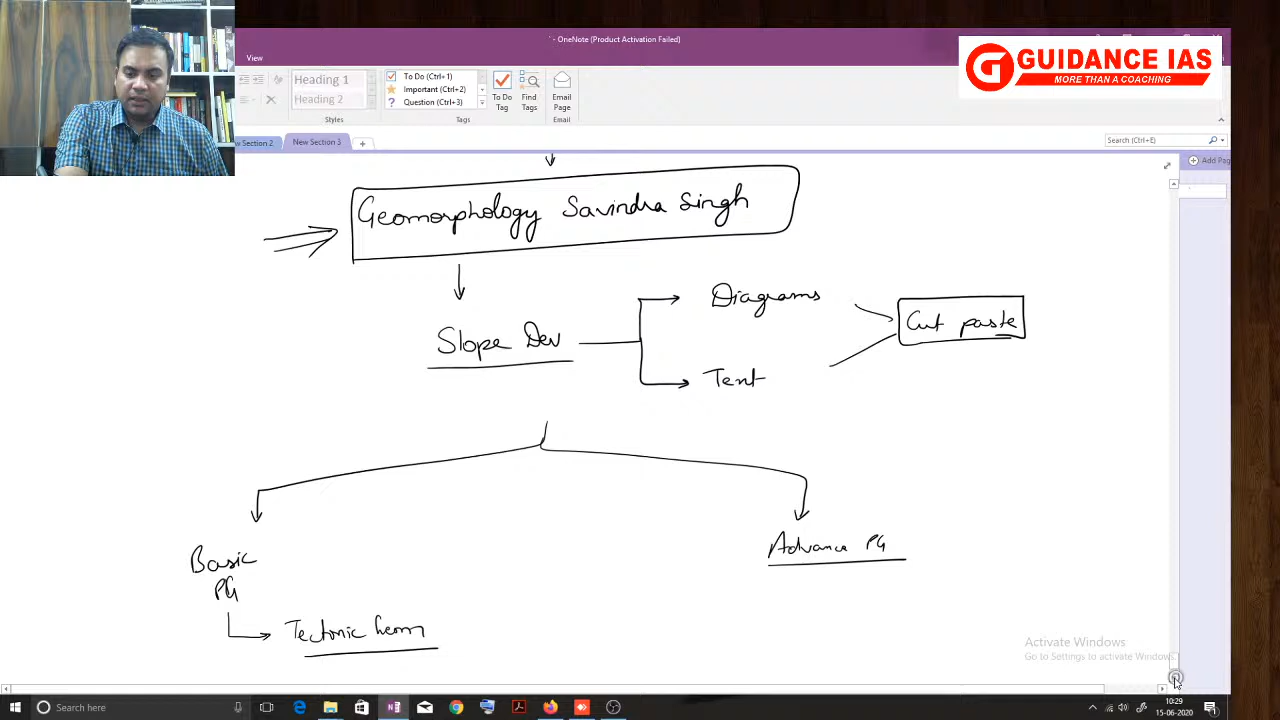 - OneNote (Product Activation Failed)
GUIDANCE IAS
MORE THAN A COACHING
View
Heading 1
Heading 2
To Do (Ctrl+1)
Important (Ctrl+2)
Question (Ctrl+3)
To Do Tag
Find Tags
Email Page
Styles
Tags
Email
w Section 2
New Section 3
Search (Ctrl+E)
Add Pag
Geomorphology Savindra Singh
Diagrams
Slope Dev
Cut paste
Text
Basic
PG
Advance PG
Tectonic
Activate Windows
Go to Settings to activate Windows.
Search here
10:29
15-06-2020